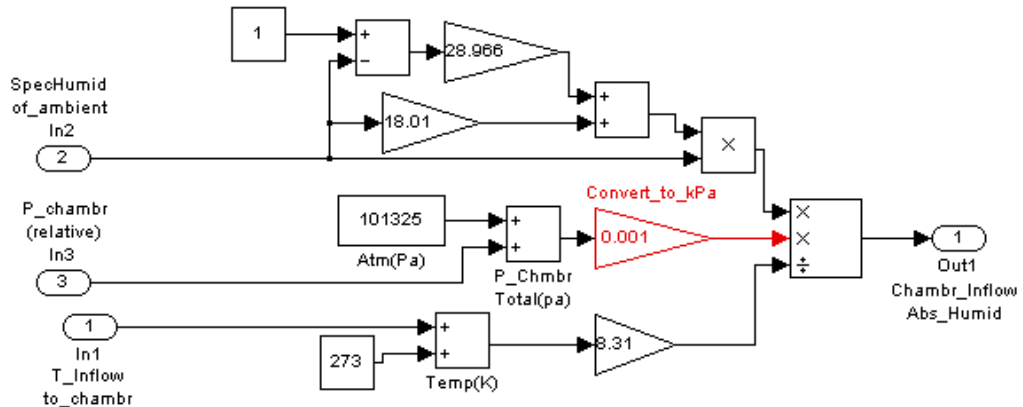 1
+
−
28.966
SpecHumid
of_ambient
In2
2
18.01
+
+
×
P_chambr
(relative)
In3
3
101325
Atm(Pa)
+
+
P_Chmbr
Total(pa)
Convert_to_kPa
0.001
×
×
÷
1
Out1
Chambr_Inflow
Abs_Humid
1
In1
T_Inflow
to_chambr
273
+
+
Temp(K)
8.31